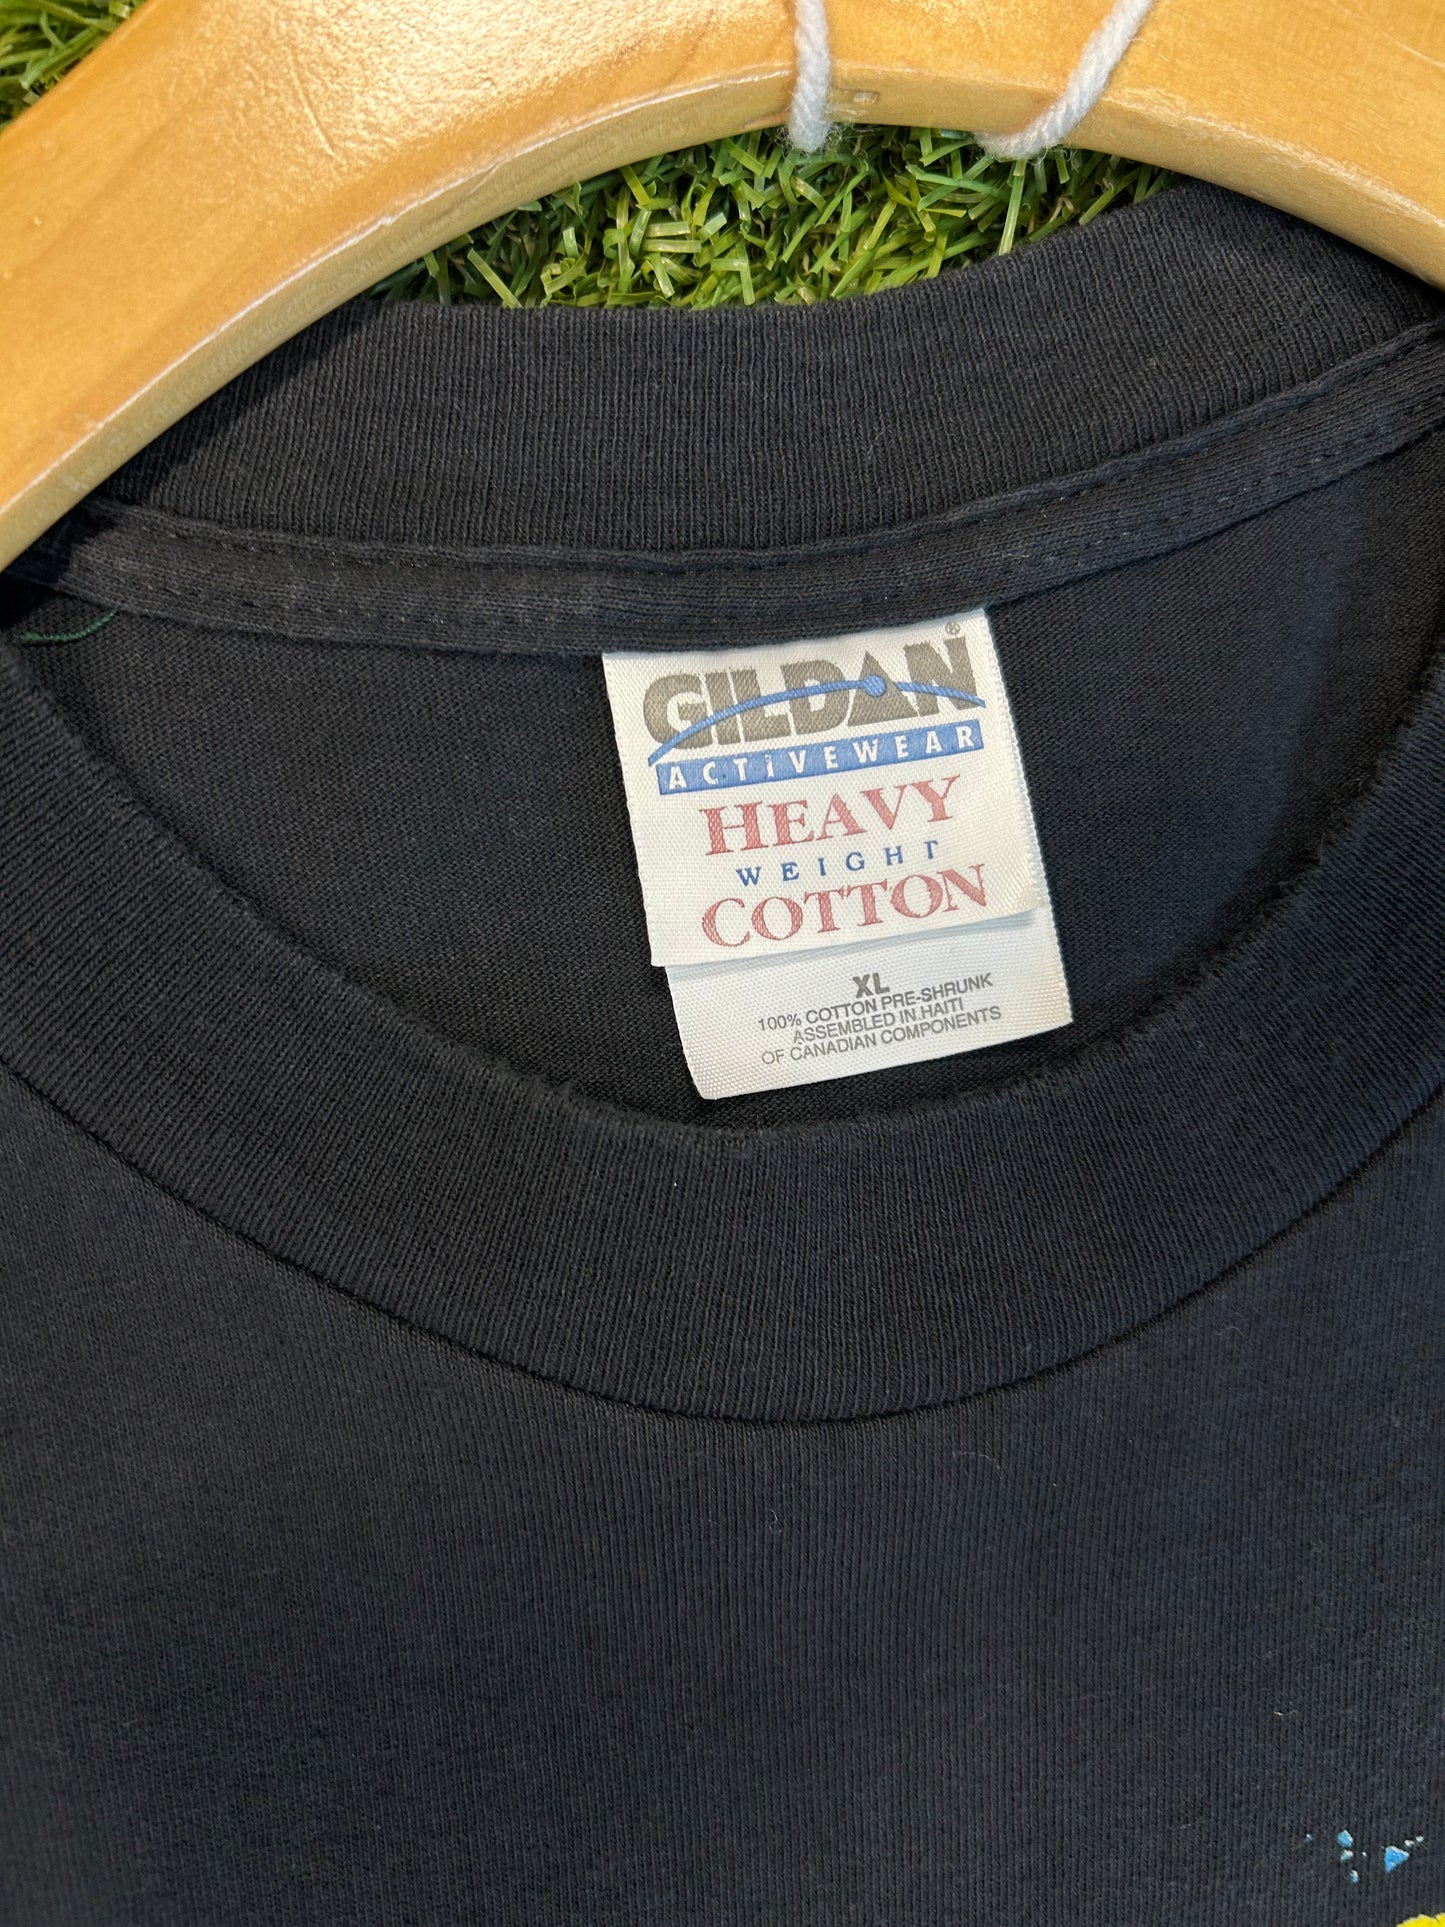 GILDAN®
ACTIVEWEAR
HEAVY
WEIGHT
COTTON
XL
100% COTTON PRE-SHRUNK
ASSEMBLED IN HAITI
OF CANADIAN COMPONENTS